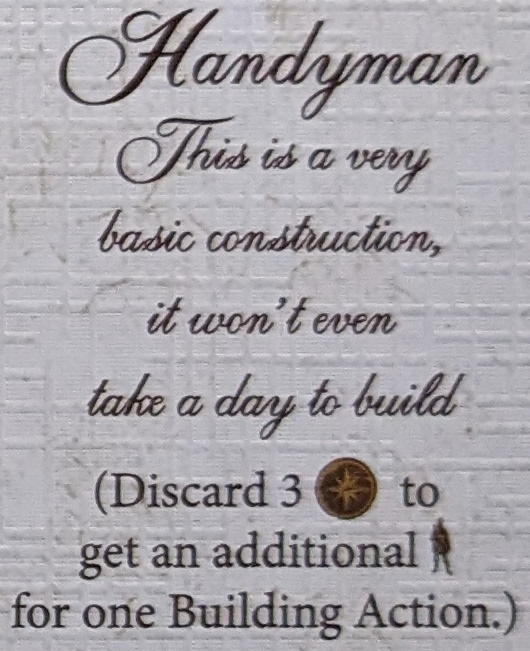 Handyman
This is a very
basic construction,
it won't even
take a day to build
(Discard 3 to
get an additional
for one Building Action.)